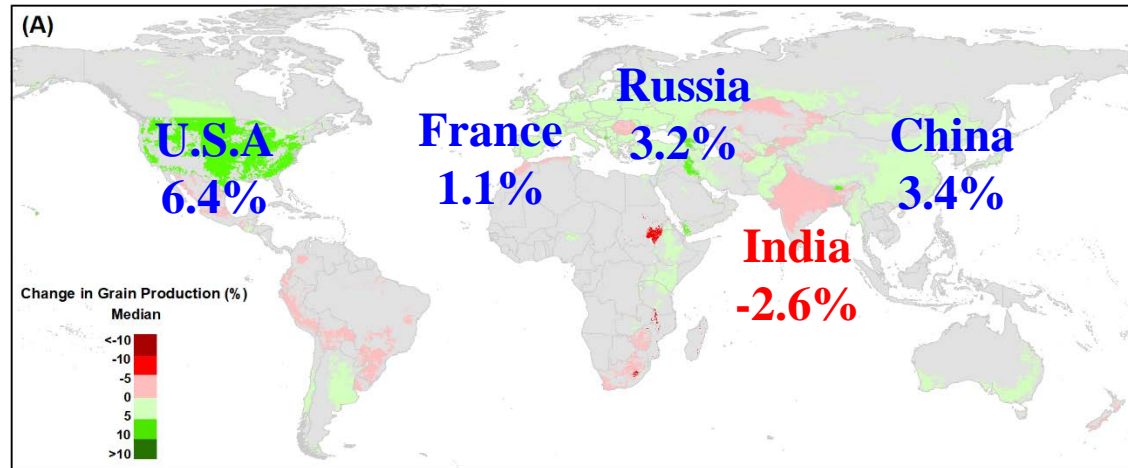 (A)
Russia
3.2%
U.S.A
6.4%
France
1.1%
China
3.4%
India
-2.6%
Change in Grain Production (%)
Median
<-10
-10
-5
0
5
10
>10